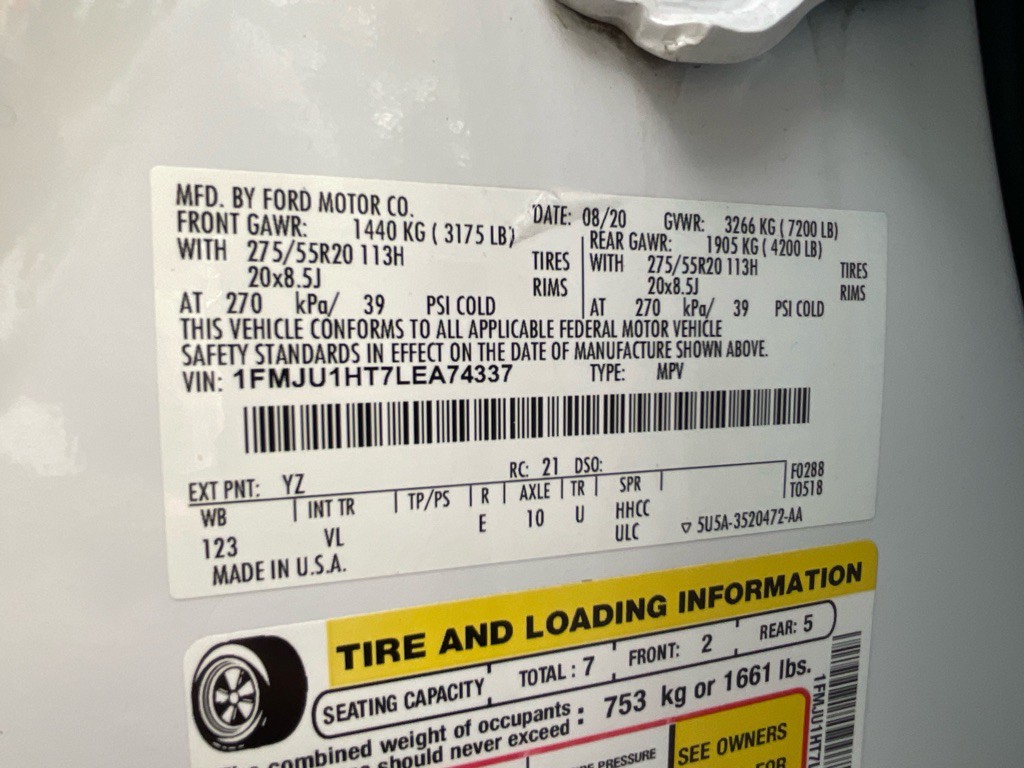 MFD. BY FORD MOTOR CO. DATE: 08/20 GVWR: 3266 KG ( 7200 LB)
FRONT GAWR: 1440 KG ( 3175 LB) REAR GAWR: 1905 KG ( 4200 LB)
WITH 275/55R20 113H TIRES WITH 275/55R20 113H TIRES
20x8.5J RIMS 20x8.5J RIMS
AT 270 kPa/ 39 PSI COLD AT 270 kPa/ 39 PSI COLD
THIS VEHICLE CONFORMS TO ALL APPLICABLE FEDERAL MOTOR VEHICLE
SAFETY STANDARDS IN EFFECT ON THE DATE OF MANUFACTURE SHOWN ABOVE.
VIN: 1FMJU1HT7LEA74337 TYPE: MPV
EXT PNT: YZ RC: 21 DSO: F0288
WB INT TR TP/PS R AXLE TR SPR T0518
123 VL E 10 U HHCC
ULC ▽ 5U5A-3520472-AA
MADE IN U.S.A.
TIRE AND LOADING INFORMATION
SEATING CAPACITY TOTAL : 7 FRONT: 2 REAR: 5
combined weight of occupants : 753 kg or 1661 lbs.
should never exceed
PRESSURE SEE OWNERS
FOR
1FMJU1HT7L